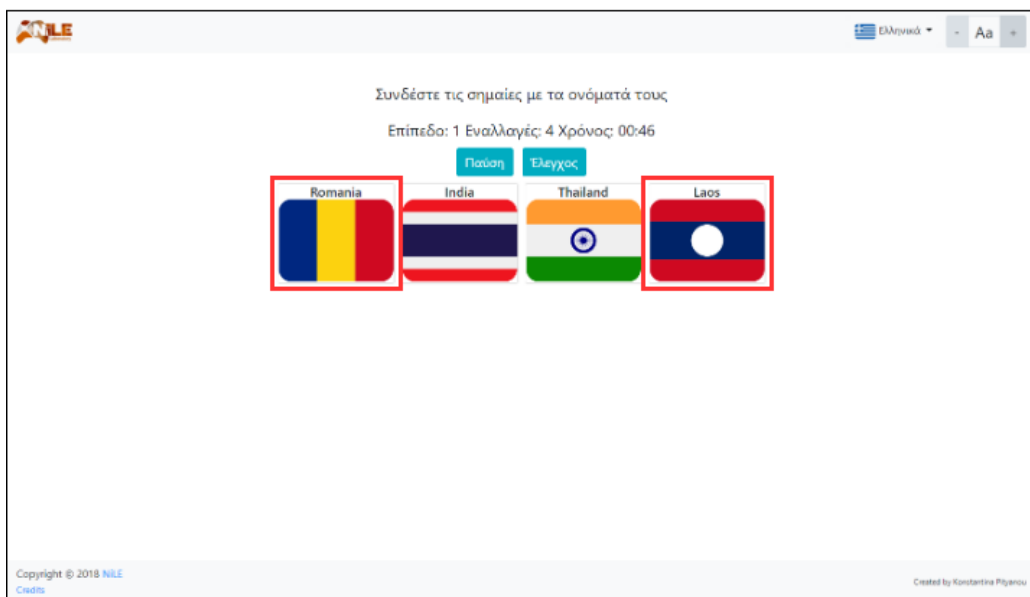 NiLE
Ελληνικά
- Aa +
Συνδέστε τις σημαίες με τα ονόματά τους
Επίπεδο: 1 Εναλλαγές: 4 Χρόνος: 00:46
Παύση Έλεγχος
Romania India Thailand Laos
Copyright © 2018 NiLE
Credits
Created by Konstantina Pityanou